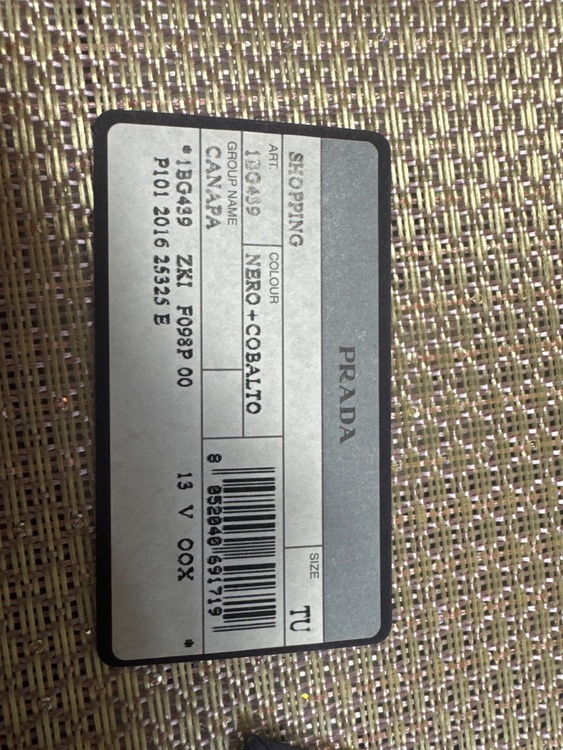 PRADA
SHOPPING
SIZE
TU
ART.
1BG439
COLOUR
NERO+COBALTO
GROUP NAME
CANAPA
8 052040 691719
*1BG439 ZKI F098P 00 13 V OOX *
P101 2016 25325 E